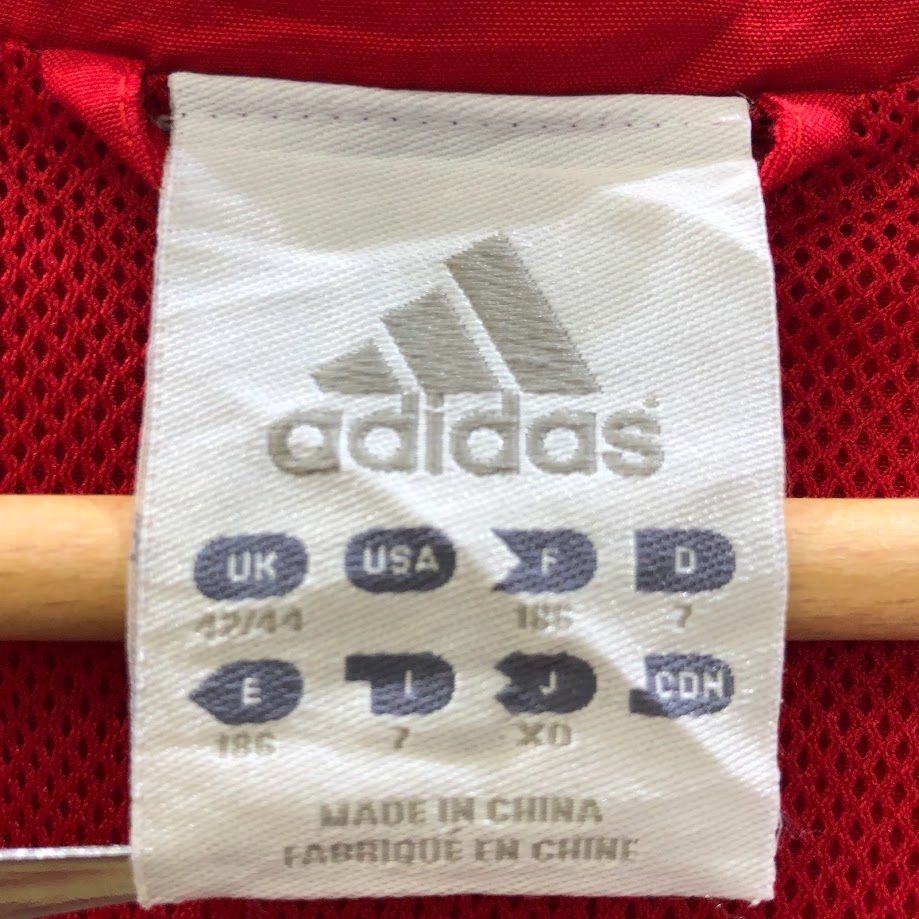 adidas
UK USA F D
42/44 186 7
E I J CDN
186 7 XO
MADE IN CHINA
FABRIQUÉ EN CHINE